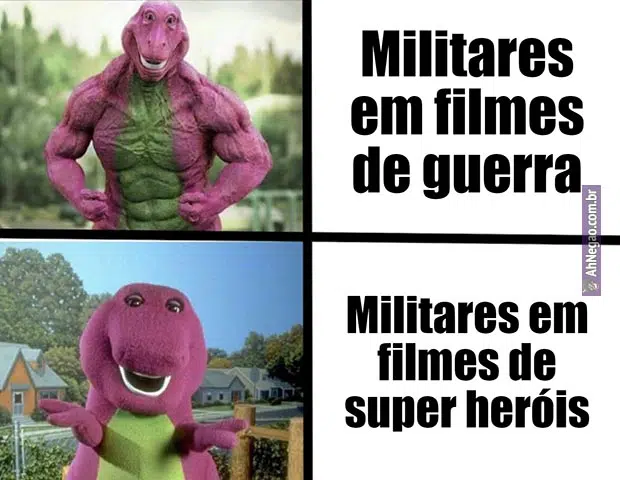 Militares
em filmes
de guerra
AhNegao.com.br
Militares em
filmes de
super heróis